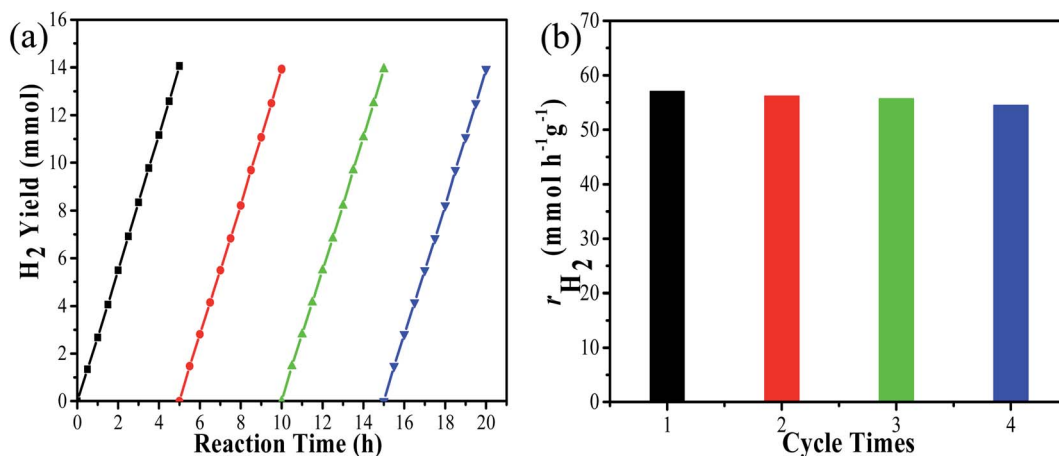 (a)
H2 Yield (mmol)
16
14
12
10
8
6
4
2
0
0 2 4 6 8 10 12 14 16 18 20
Reaction Time (h)
(b)
rH2 (mmol h-1g-1)
70
60
50
40
30
20
10
0
1 2 3 4
Cycle Times